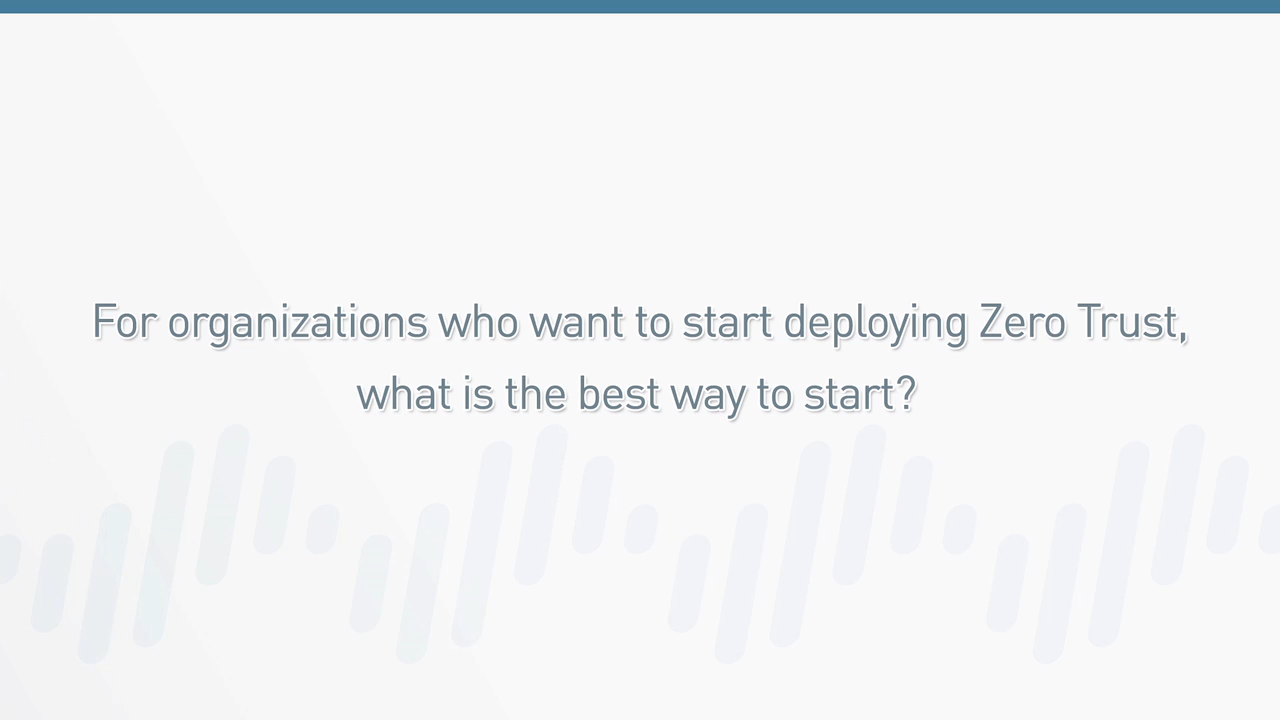 For organizations who want to start deploying Zero Trust,
what is the best way to start?